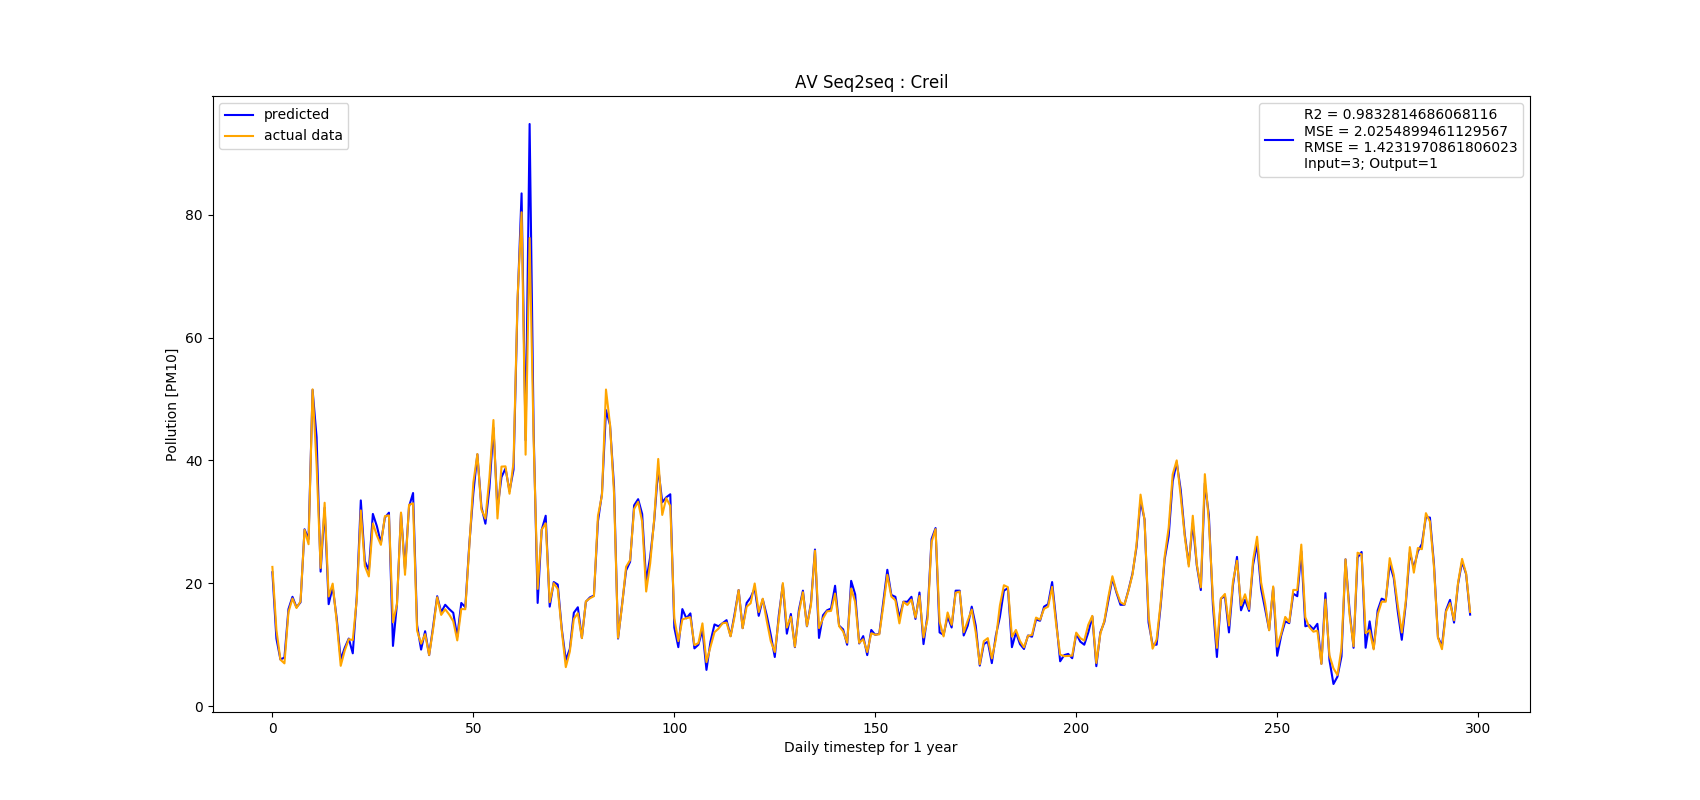 AV Seq2seq : Creil
predicted
actual data
R2 = 0.9832814686068116
MSE = 2.0254899461129567
RMSE = 1.4231970861806023
Input=3; Output=1
Pollution [PM10]
80
60
40
20
0
0 50 100 150 200 250 300
Daily timestep for 1 year